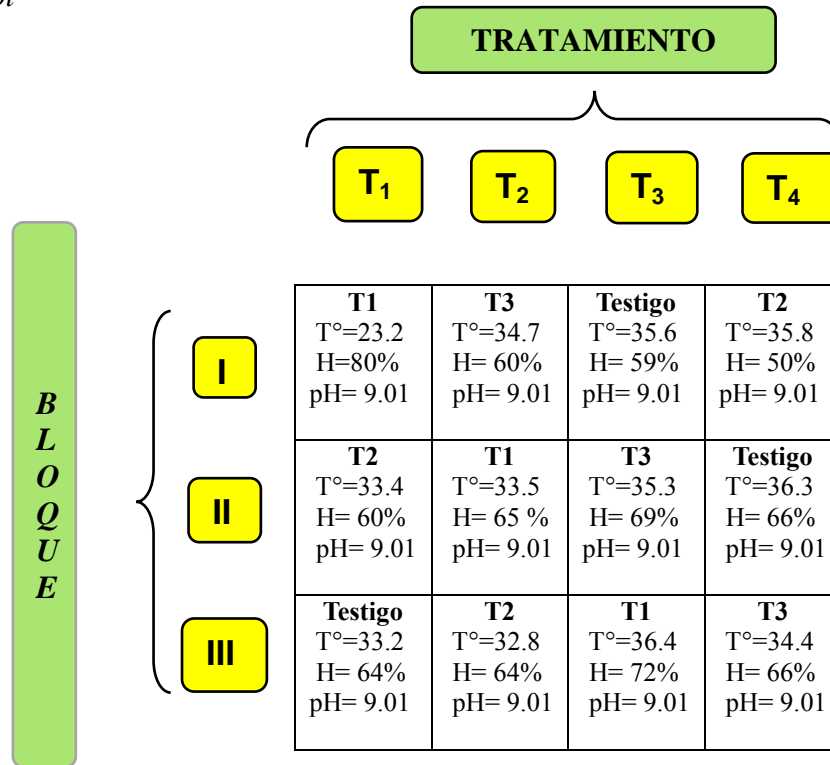 TRATAMIENTO
T₁ T₂ T₃ T₄
BLOQUE
I
T1 T3 Testigo T2
T°=23.2 T°=34.7 T°=35.6 T°=35.8
H=80% H= 60% H= 59% H= 50%
pH= 9.01 pH= 9.01 pH= 9.01 pH= 9.01
II
T2 T1 T3 Testigo
T°=33.4 T°=33.5 T°=35.3 T°=36.3
H= 60% H= 65 % H= 69% H= 66%
pH= 9.01 pH= 9.01 pH= 9.01 pH= 9.01
III
Testigo T2 T1 T3
T°=33.2 T°=32.8 T°=36.4 T°=34.4
H= 64% H= 64% H= 72% H= 66%
pH= 9.01 pH= 9.01 pH= 9.01 pH= 9.01